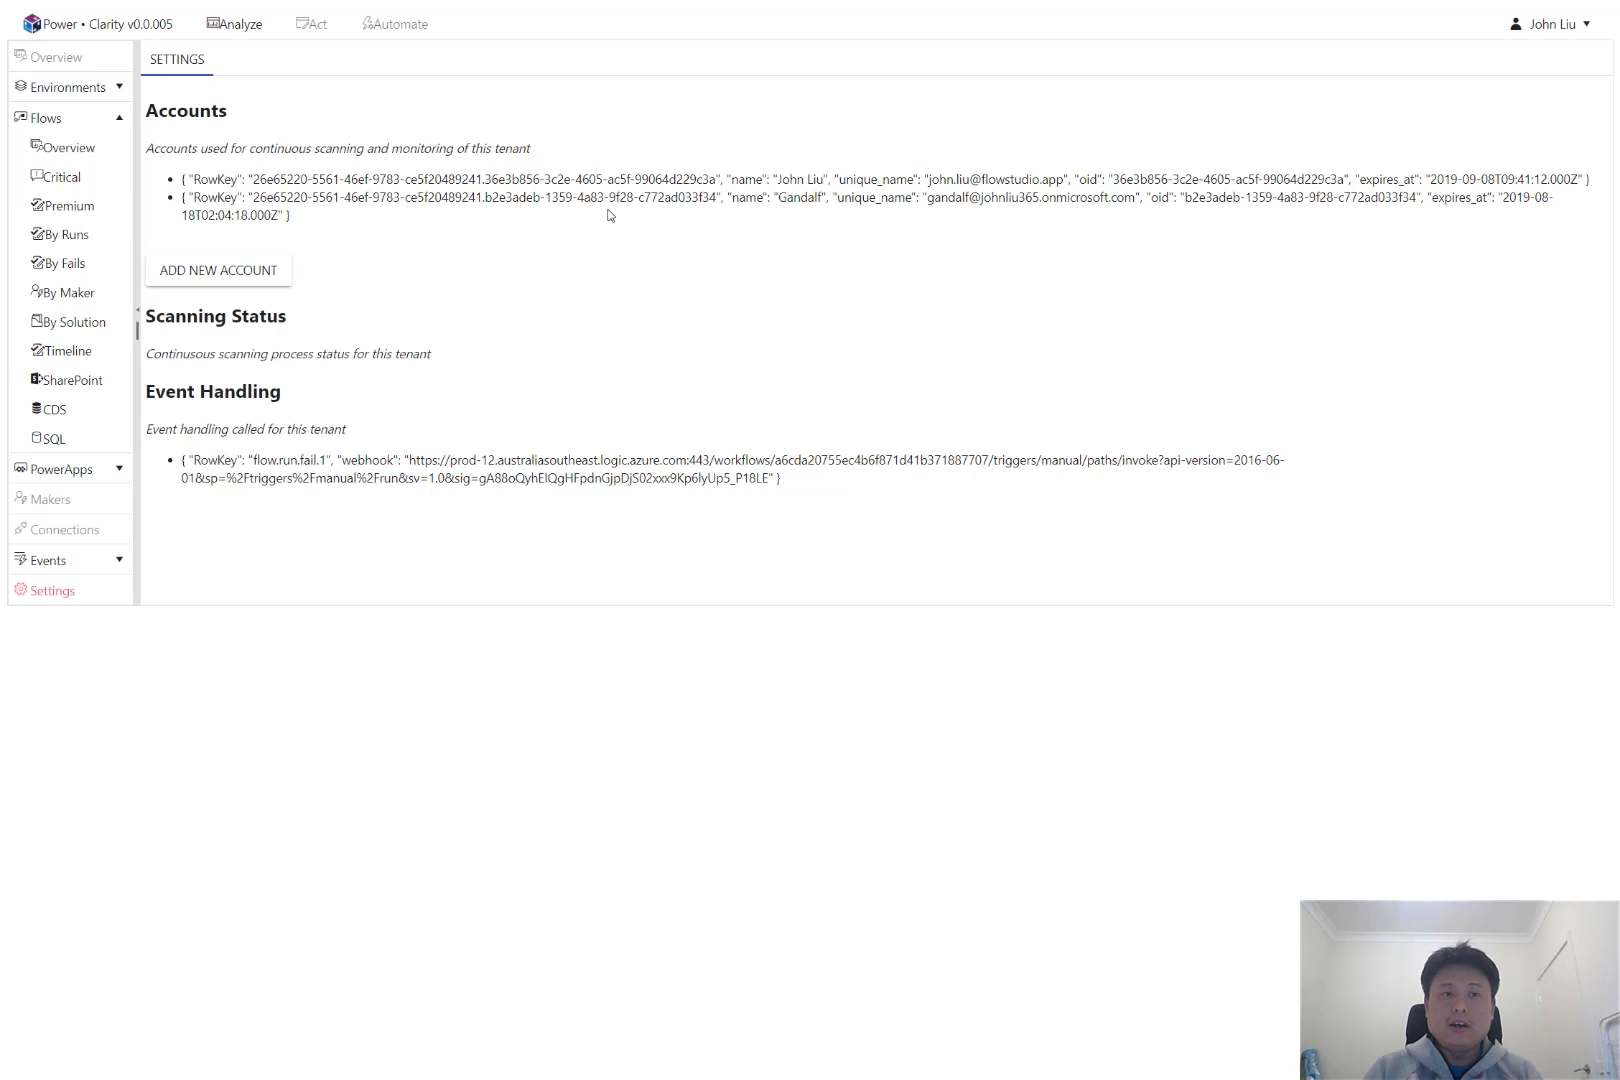 Power • Clarity v0.0.005
Analyze
Act
Automate
John Liu
Overview
Environments
Flows
Overview
Critical
Premium
By Runs
By Fails
By Maker
By Solution
Timeline
SharePoint
CDS
SQL
PowerApps
Makers
Connections
Events
Settings
SETTINGS
Accounts
Accounts used for continuous scanning and monitoring of this tenant
{ "RowKey": "26e65220-5561-46ef-9783-ce5f20489241.36e3b856-3c2e-4605-ac5f-99064d229c3a", "name": "John Liu", "unique_name": "john.liu@flowstudio.app", "oid": "36e3b856-3c2e-4605-ac5f-99064d229c3a", "expires_at": "2019-09-08T09:41:12.000Z" }
{ "RowKey": "26e65220-5561-46ef-9783-ce5f20489241.b2e3adeb-1359-4a83-9f28-c772ad033f34", "name": "Gandalf", "unique_name": "gandalf@johnliu365.onmicrosoft.com", "oid": "b2e3adeb-1359-4a83-9f28-c772ad033f34", "expires_at": "2019-08-
18T02:04:18.000Z" }
ADD NEW ACCOUNT
Scanning Status
Continusous scanning process status for this tenant
Event Handling
Event handling called for this tenant
{ "RowKey": "flow.run.fail.1", "webhook": "https://prod-12.australiasoutheast.logic.azure.com:443/workflows/a6cda20755ec4b6f871d41b371887707/triggers/manual/paths/invoke?api-version=2016-06-
01&sp=%2Ftriggers%2Fmanual%2Frun&sv=1.0&sig=gA88oQyhEIQgHFpdnGjpDjS02xxx9Kp6lyUp5_P18LE" }